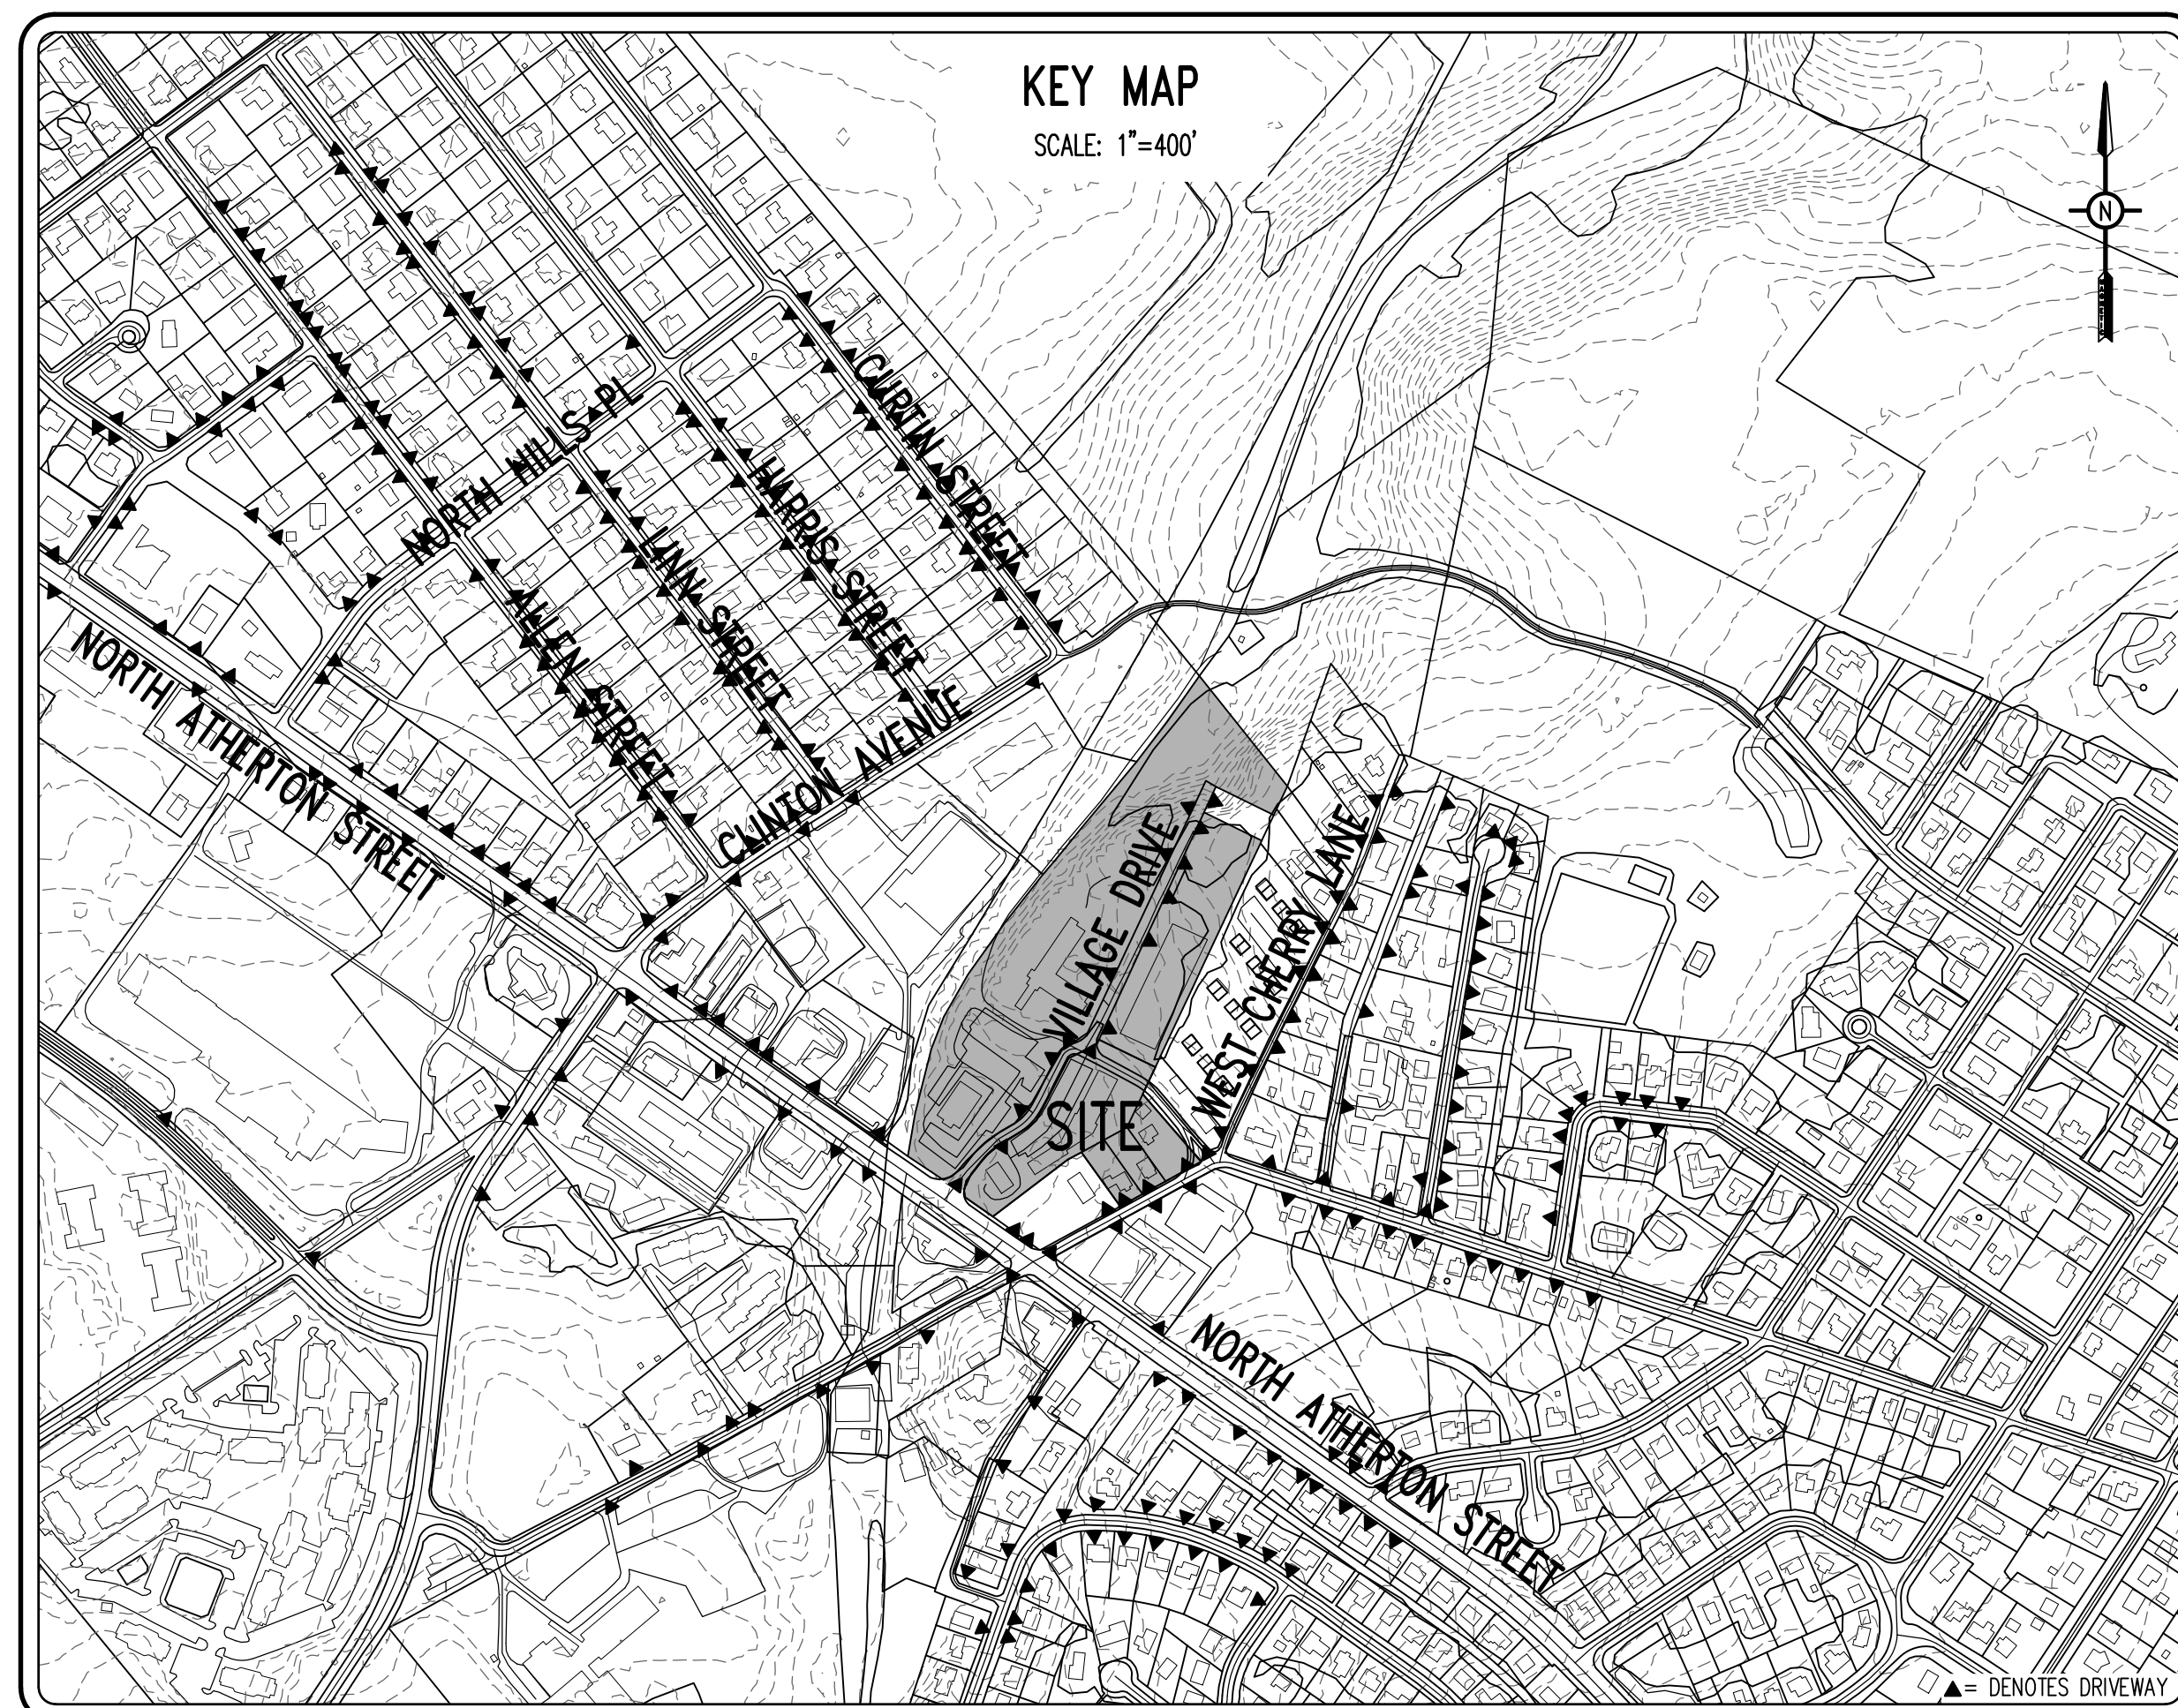 KEY MAP
SCALE: 1"=400'
N
CURTIN STREET
NORTH HILLS PL
HARRIS STREET
LINN STREET
ALLEN STREET
NORTH ATHERTON STREET
CLINTON AVENUE
VILLAGE DRIVE
WEST CHERRY LANE
SITE
NORTH ATHERTON STREET
▲= DENOTES DRIVEWAY